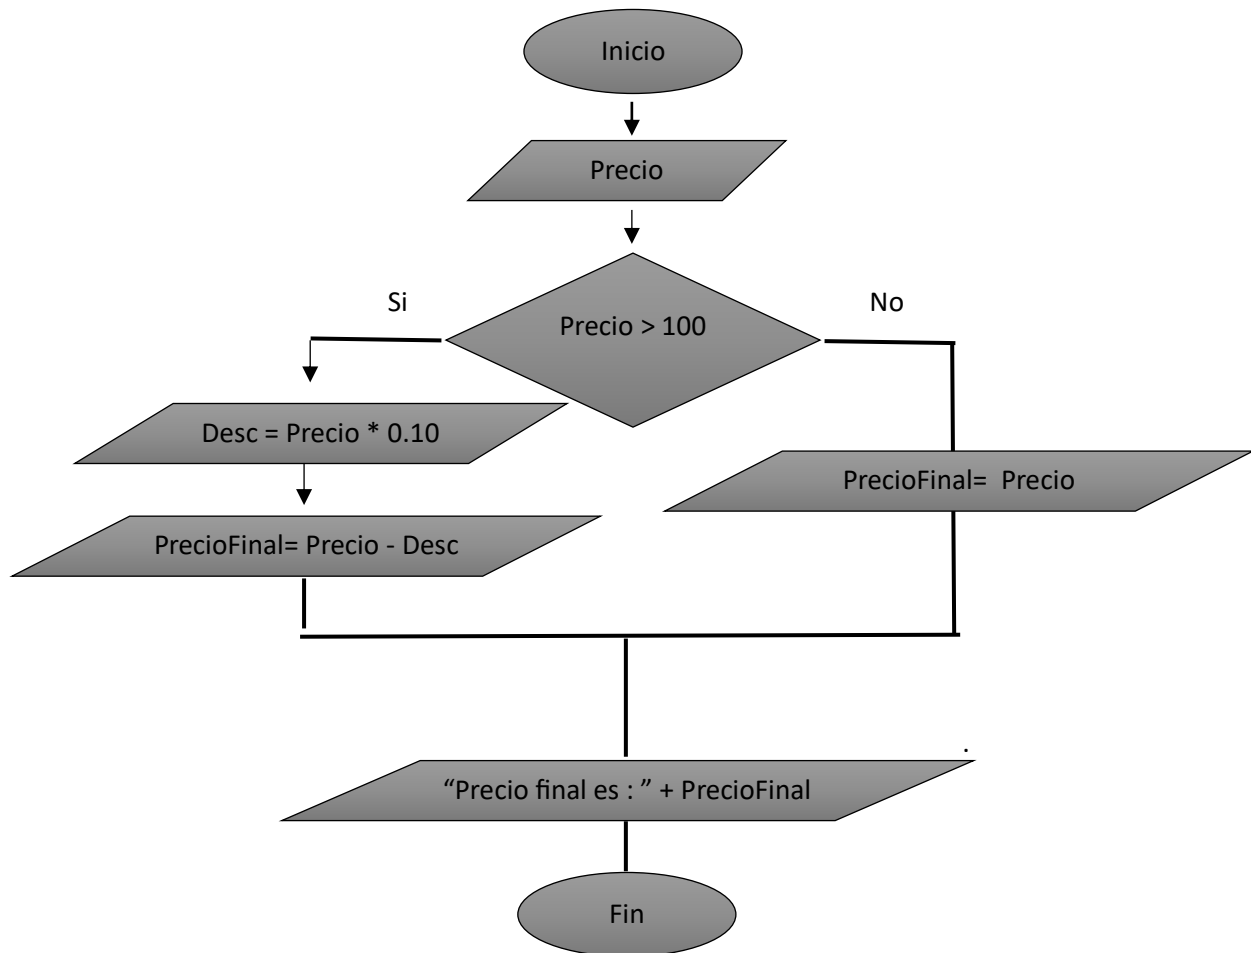 Inicio
Precio
Si
No
Precio > 100
Desc = Precio * 0.10
PrecioFinal=  Precio
PrecioFinal= Precio - Desc
.
“Precio final es : ” + PrecioFinal
Fin